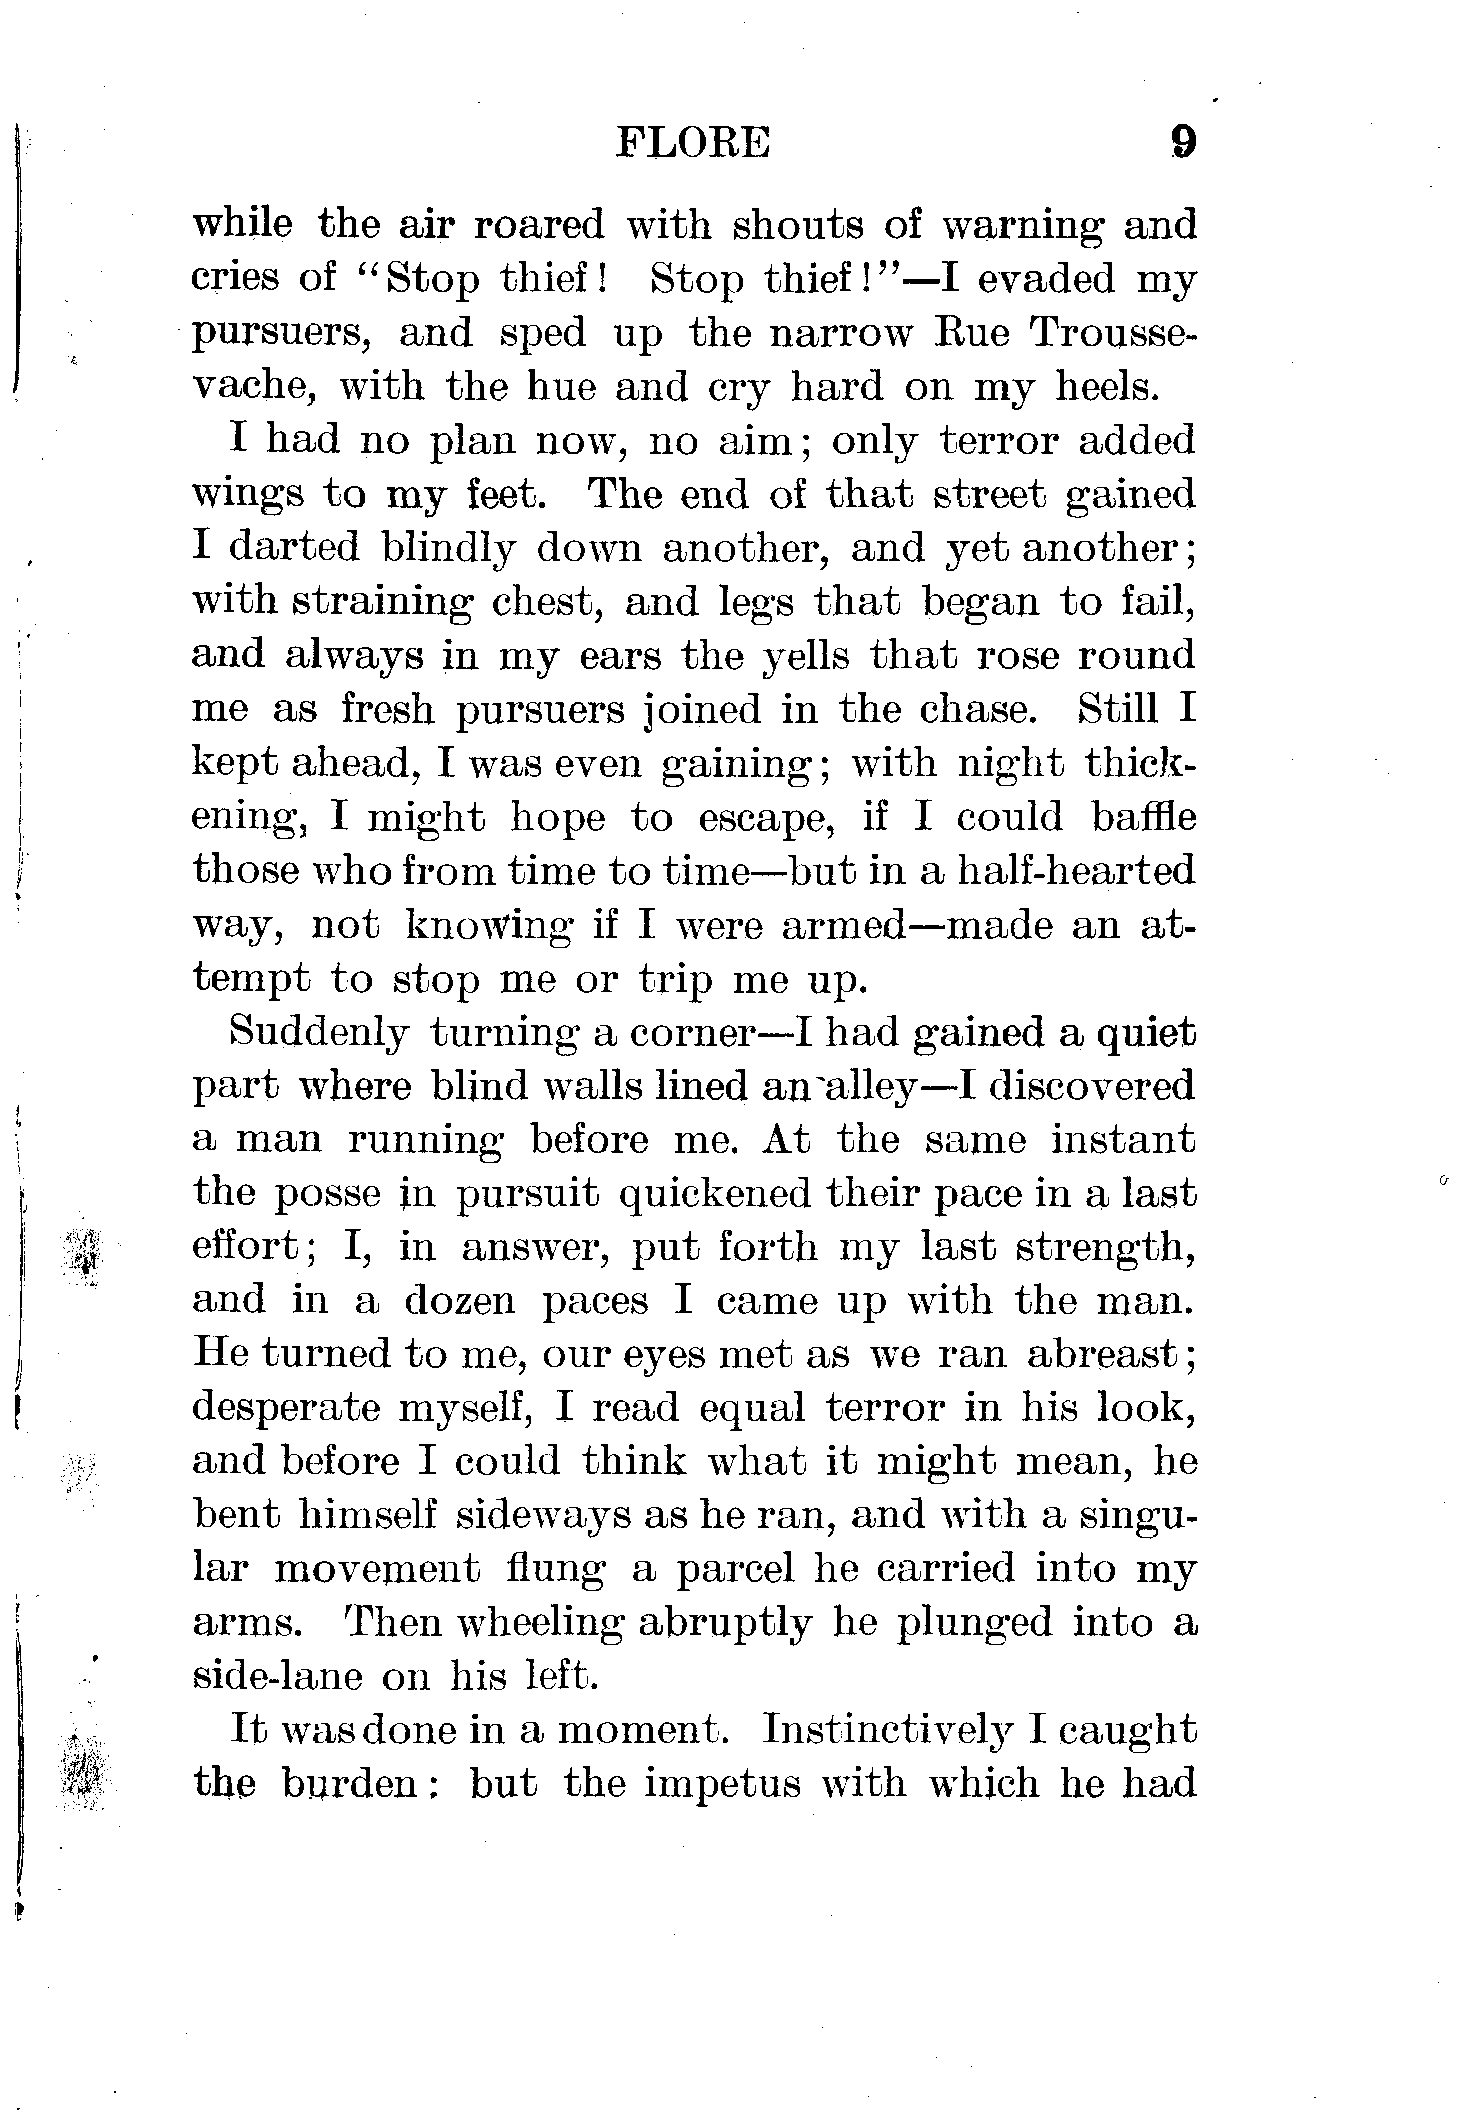 FLORE 9
while the air roared with shouts of warning and
cries of "Stop thief! Stop thief!"—I evaded my
pursuers, and sped up the narrow Rue Trousse-
vache, with the hue and cry hard on my heels.
I had no plan now, no aim; only terror added
wings to my feet. The end of that street gained
I darted blindly down another, and yet another;
with straining chest, and legs that began to fail,
and always in my ears the yells that rose round
me as fresh pursuers joined in the chase. Still I
kept ahead, I was even gaining; with night thick-
ening, I might hope to escape, if I could baffle
those who from time to time—but in a half-hearted
way, not knowing if I were armed—made an at-
tempt to stop me or trip me up.
Suddenly turning a corner—I had gained a quiet
part where blind walls lined an alley—I discovered
a man running before me. At the same instant
the posse in pursuit quickened their pace in a last
effort; I, in answer, put forth my last strength,
and in a dozen paces I came up with the man.
He turned to me, our eyes met as we ran abreast;
desperate myself, I read equal terror in his look,
and before I could think what it might mean, he
bent himself sideways as he ran, and with a singu-
lar movement flung a parcel he carried into my
arms. Then wheeling abruptly he plunged into a
side-lane on his left.
It was done in a moment. Instinctively I caught
the burden: but the impetus with which he had